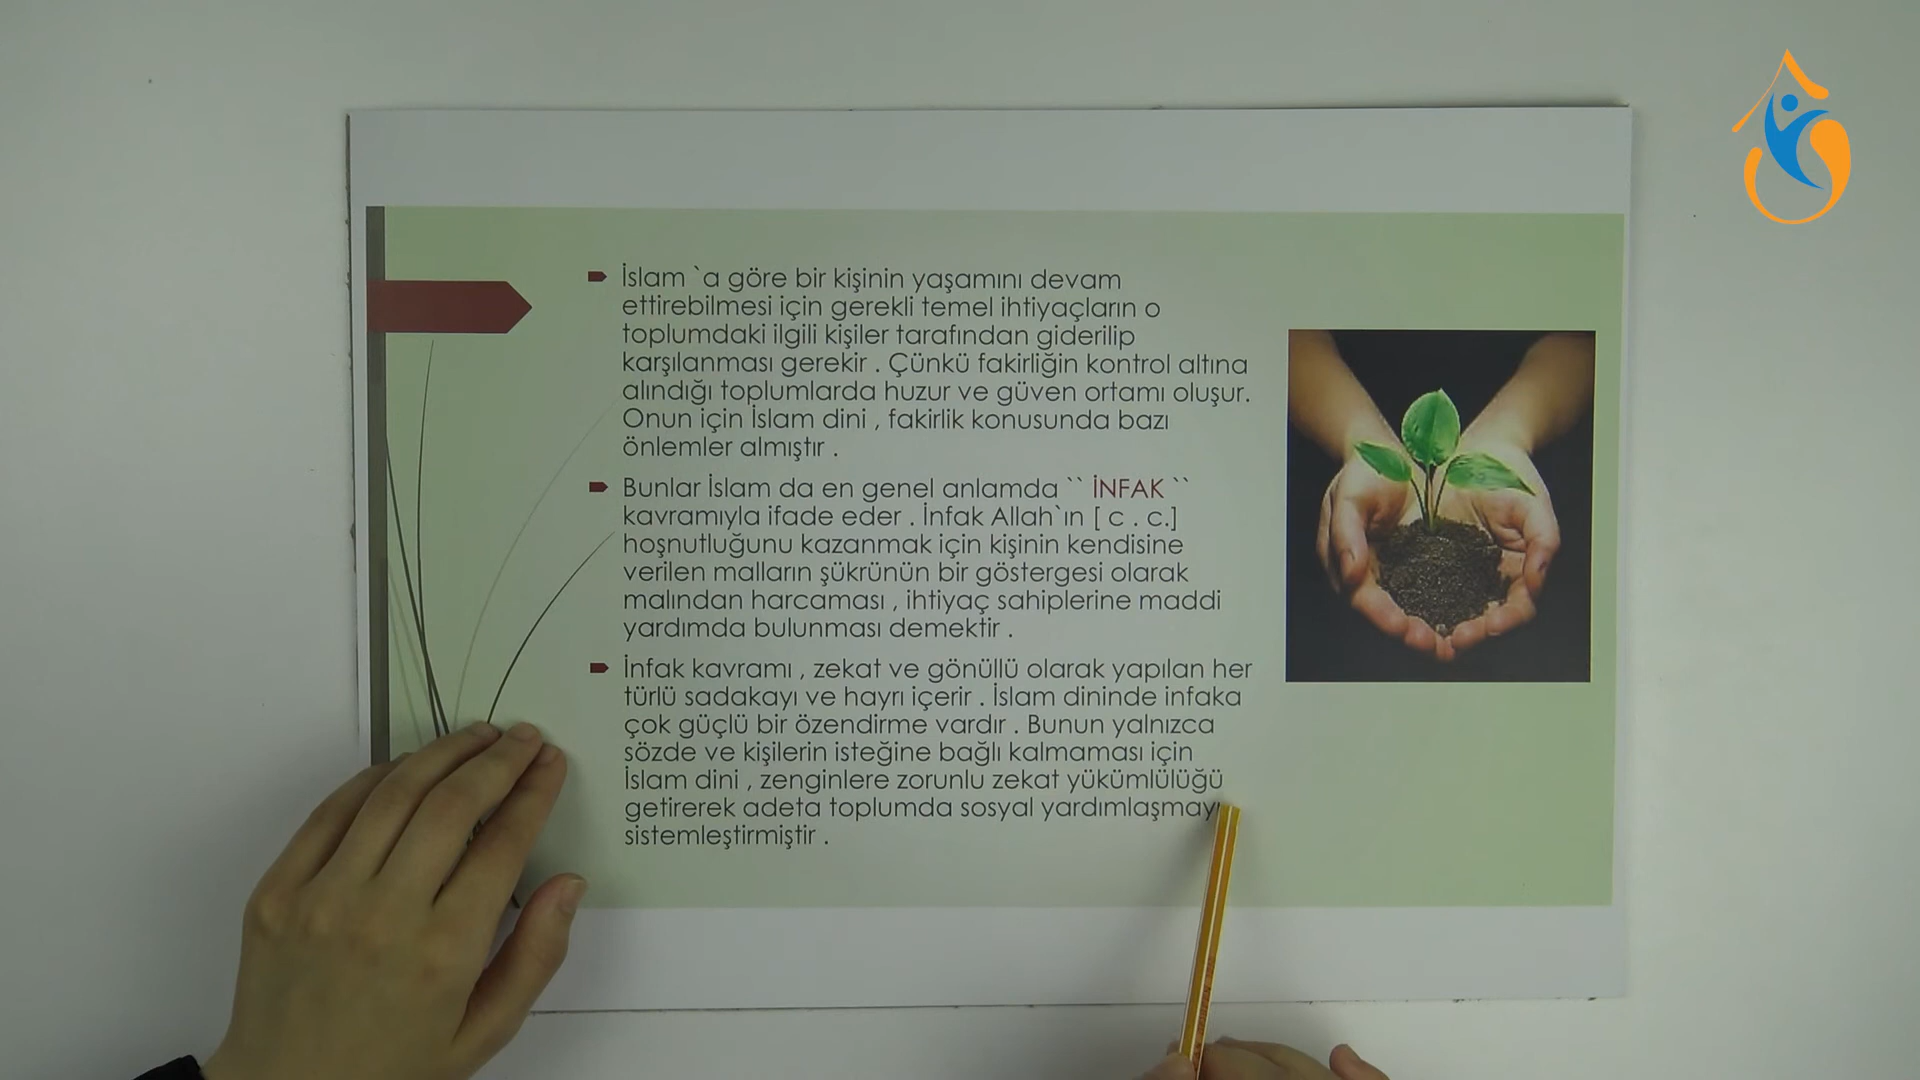 İslam `a göre bir kişinin yaşamını devam
ettirebilmesi için gerekli temel ihtiyaçların o
toplumdaki ilgili kişiler tarafından giderilip
karşılanması gerekir . Çünkü fakirliğin kontrol altına
alındığı toplumlarda huzur ve güven ortamı oluşur.
Onun için İslam dini , fakirlik konusunda bazı
önlemler almıştır .
Bunlar İslam da en genel anlamda `` İNFAK ``
kavramıyla ifade eder . İnfak Allah`ın [ c . c.]
hoşnutluğunu kazanmak için kişinin kendisine
verilen malların şükrünün bir göstergesi olarak
malından harcaması , ihtiyaç sahiplerine maddi
yardımda bulunması demektir .
İnfak kavramı , zekat ve gönüllü olarak yapılan her
türlü sadakayı ve hayrı içerir . İslam dininde infaka
çok güçlü bir özendirme vardır . Bunun yalnızca
sözde ve kişilerin isteğine bağlı kalmaması için
İslam dini , zenginlere zorunlu zekat yükümlülüğü
getirerek adeta toplumda sosyal yardımlaşmayı
sistemleştirmiştir .